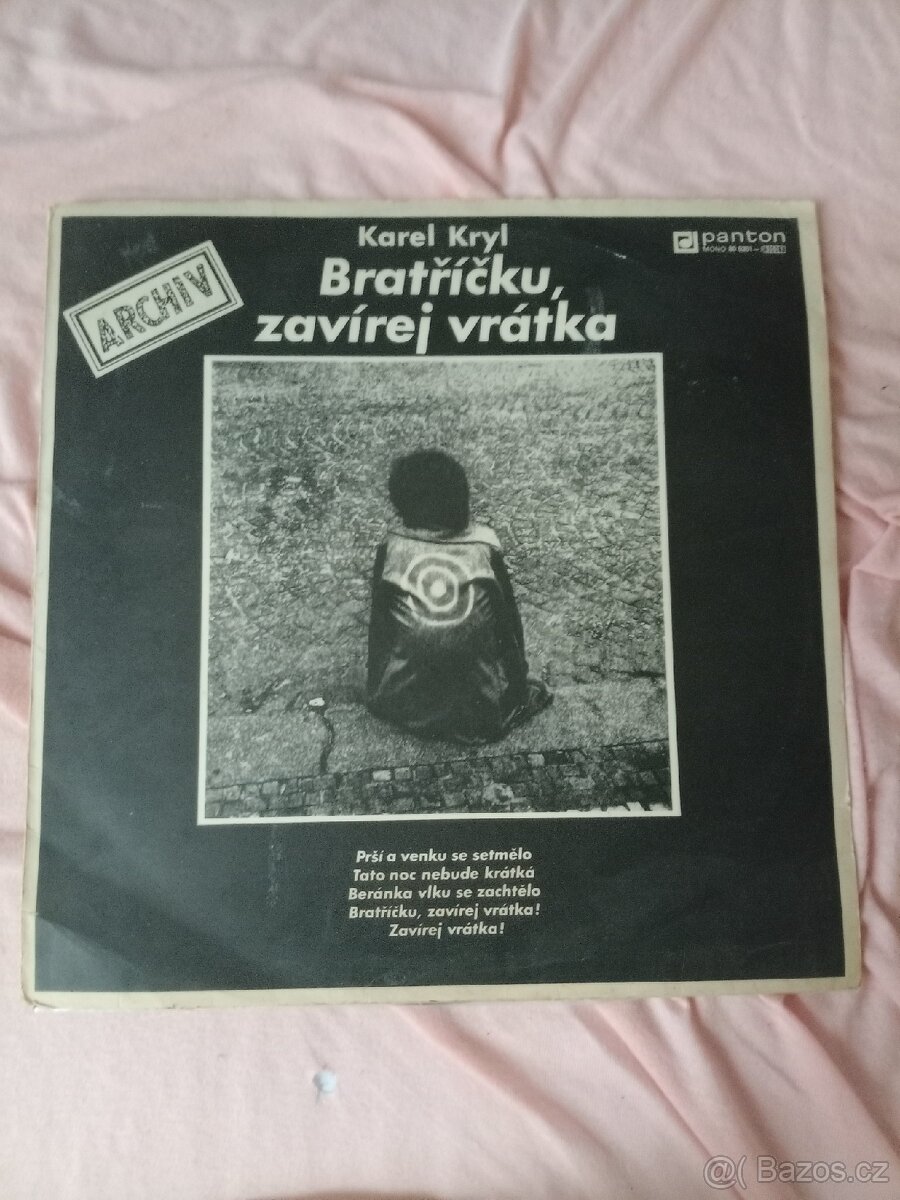 Karel Kryl
Bratříčku,
zavírej vrátka
panton
MONO
ARCHIV
Prší a venku se setmělo
Tato noc nebude krátká
Beránka vlku se zachtělo
Bratříčku, zavírej vrátka!
Zavírej vrátka!
@( Bazos.cz